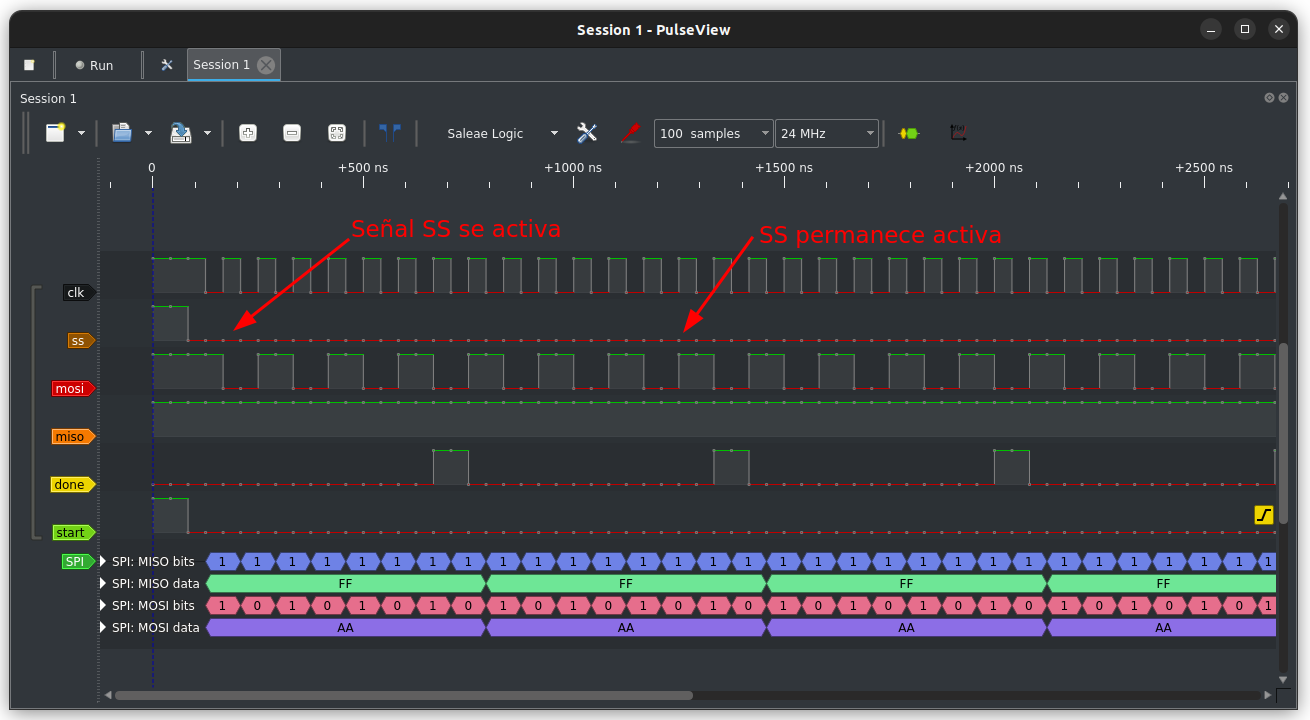 Session 1 - PulseView
Run
Session 1
Session 1
Saleae Logic
100 samples
24 MHz
0 +500 ns +1000 ns +1500 ns +2000 ns +2500 ns
Señal SS se activa
SS permanece activa
clk
ss
mosi
miso
done
start
SPI
SPI: MISO bits 1 1 1 1 1 1 1 1 1 1 1 1 1 1 1 1 1 1 1 1 1 1 1 1 1 1 1 1 1 1 1
SPI: MISO data FF FF FF FF
SPI: MOSI bits 1 0 1 0 1 0 1 0 1 0 1 0 1 0 1 0 1 0 1 0 1 0 1 0 1 0 1 0 1 0 1
SPI: MOSI data AA AA AA AA